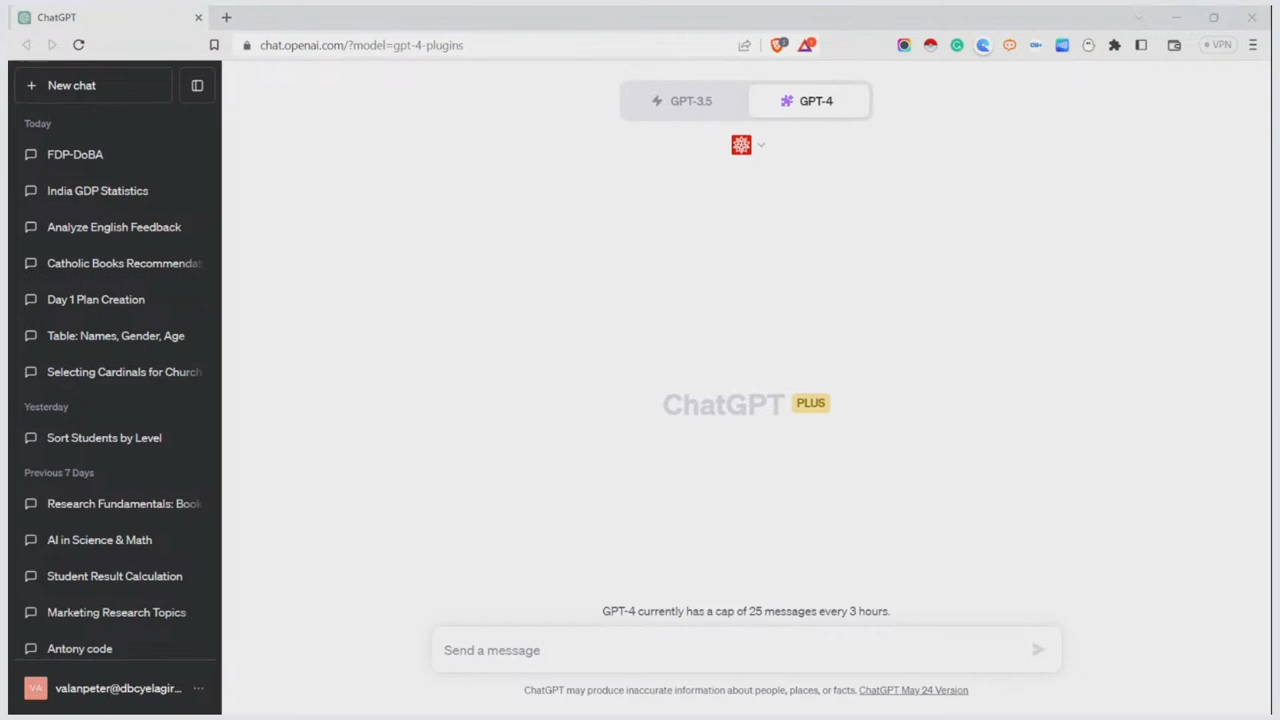 ChatGPT
chat.openai.com/?model=gpt-4-plugins
VPN
New chat
Today
FDP-DoBA
India GDP Statistics
Analyze English Feedback
Catholic Books Recommendat
Day 1 Plan Creation
Table: Names, Gender, Age
Selecting Cardinals for Church
Yesterday
Sort Students by Level
Previous 7 Days
Research Fundamentals: Book
AI in Science & Math
Student Result Calculation
Marketing Research Topics
Antony code
VA valanpeter@dbcyelagir...
GPT-3.5 GPT-4
ChatGPT PLUS
GPT-4 currently has a cap of 25 messages every 3 hours.
Send a message
ChatGPT may produce inaccurate information about people, places, or facts. ChatGPT May 24 Version